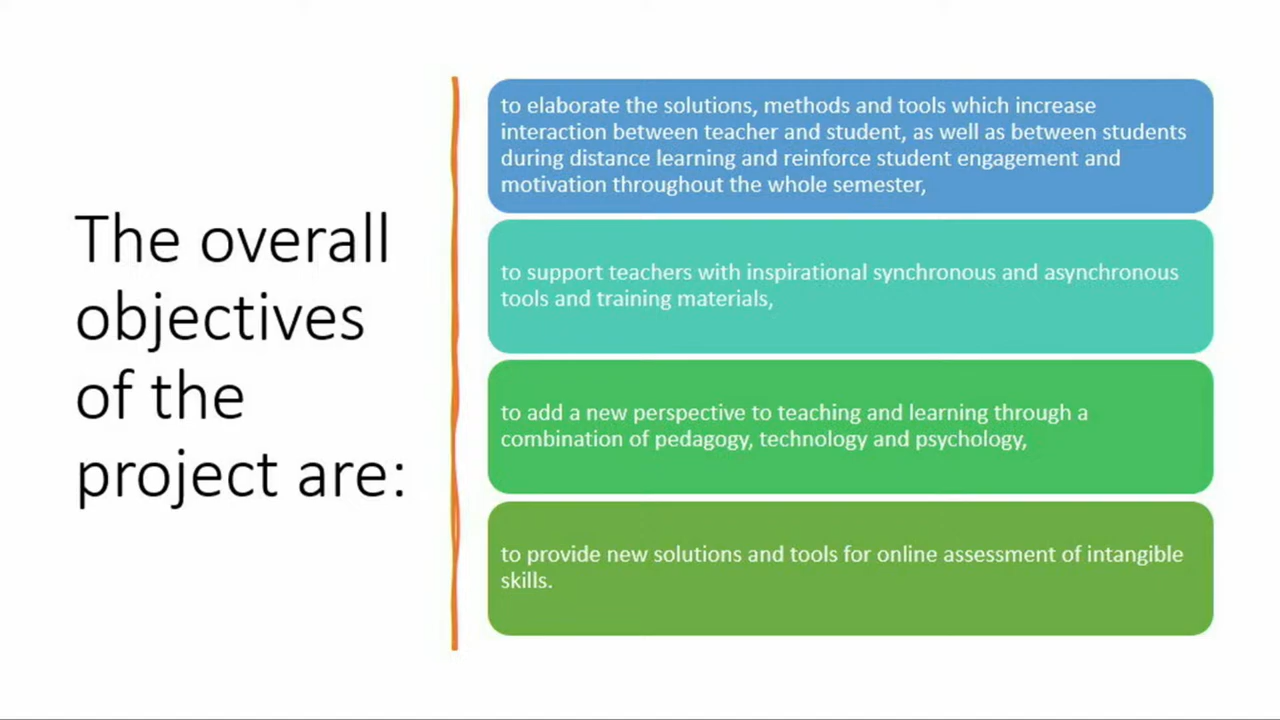 The overall
objectives
of the
project are:
to elaborate the solutions, methods and tools which increase
interaction between teacher and student, as well as between students
during distance learning and reinforce student engagement and
motivation throughout the whole semester,
to support teachers with inspirational synchronous and asynchronous
tools and training materials,
to add a new perspective to teaching and learning through a
combination of pedagogy, technology and psychology,
to provide new solutions and tools for online assessment of intangible
skills.